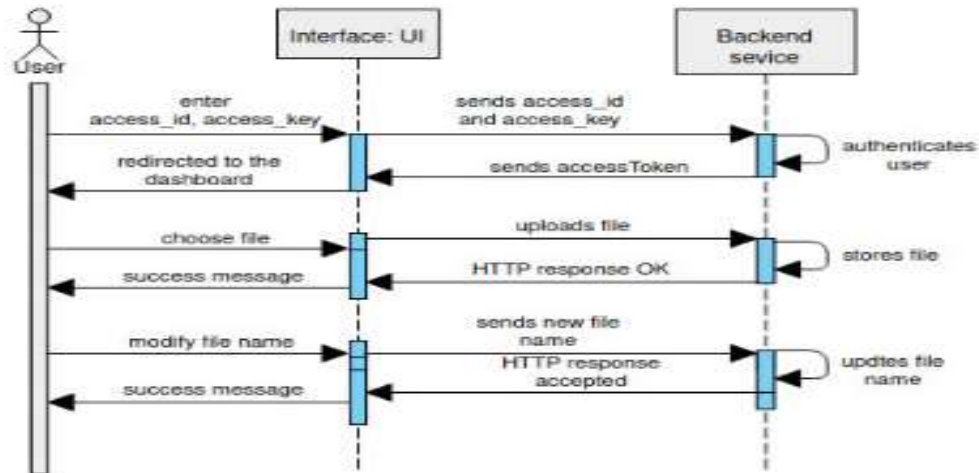 User
Interface: UI
Backend
sevice
enter
access_id, access_key
sends access_id
and access_key
authenticates
user
sends accessToken
redirected to the
dashboard
choose file
uploads file
stores file
HTTP response OK
success message
modify file name
sends new file
name
updtes file
name
HTTP response
accepted
success message